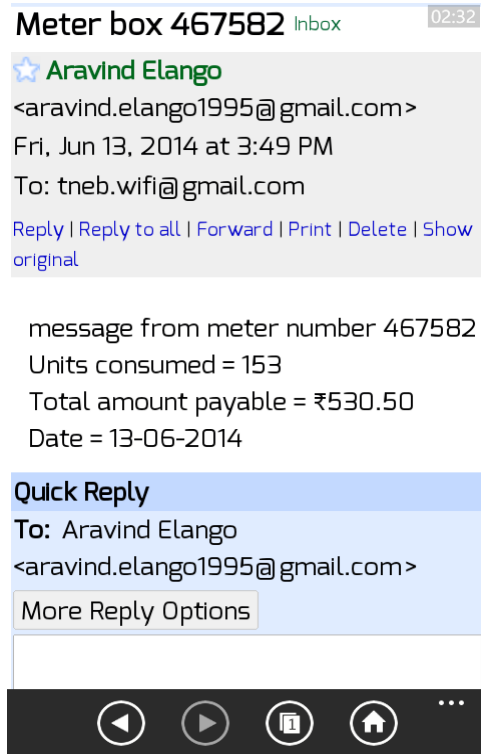 Meter box 467582 Inbox 02:32
Aravind Elango
<aravind.elango1995@gmail.com>
Fri, Jun 13, 2014 at 3:49 PM
To: tneb.wifi@gmail.com
Reply | Reply to all | Forward | Print | Delete | Show
original
message from meter number 467582
Units consumed = 153
Total amount payable = ₹530.50
Date = 13-06-2014
Quick Reply
To: Aravind Elango
<aravind.elango1995@gmail.com>
More Reply Options
1